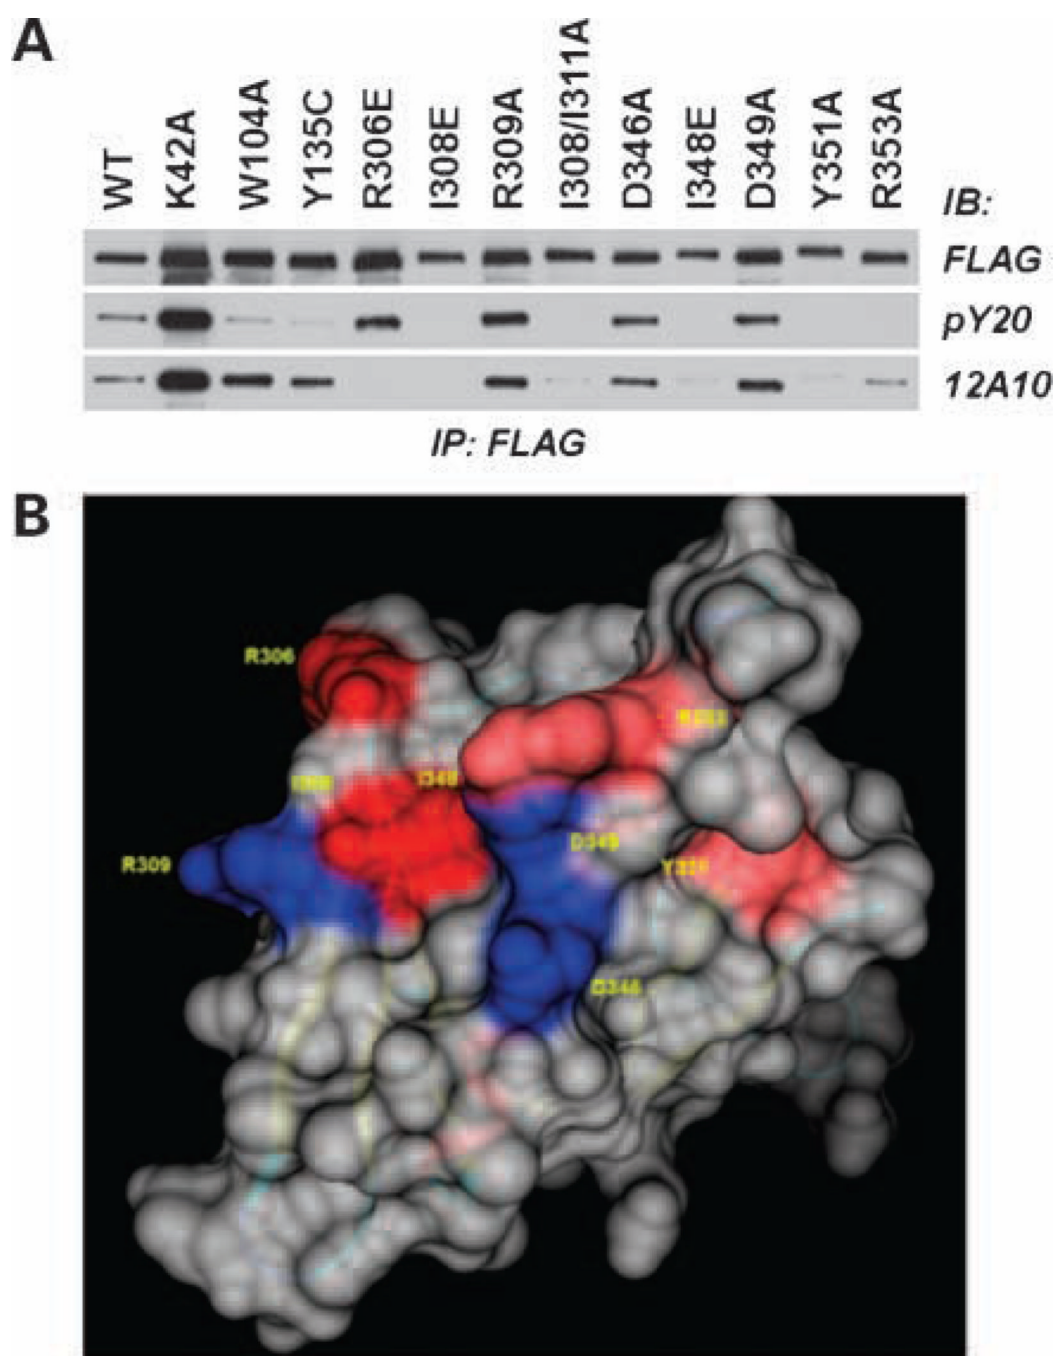 A
WT K42A W104A Y135C R306E I308E R309A I308/I311A D346A I348E D349A Y351A R353A
IB:
FLAG
pY20
12A10
IP: FLAG
B
R306
I348
D349
R309